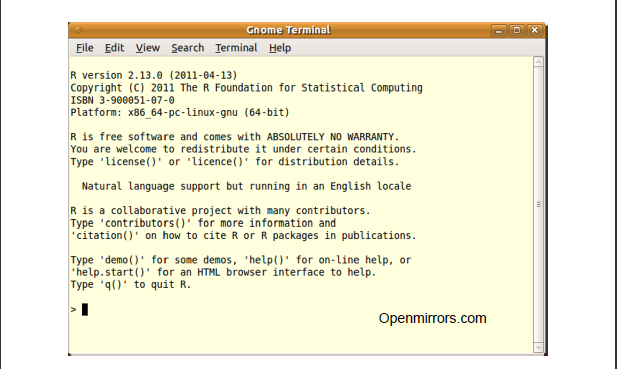 Gnome Terminal
File Edit View Search Terminal Help
R version 2.13.0 (2011-04-13)
Copyright (C) 2011 The R Foundation for Statistical Computing
ISBN 3-900051-07-0
Platform: x86_64-pc-linux-gnu (64-bit)
R is free software and comes with ABSOLUTELY NO WARRANTY.
You are welcome to redistribute it under certain conditions.
Type 'license()' or 'licence()' for distribution details.
Natural language support but running in an English locale
R is a collaborative project with many contributors.
Type 'contributors()' for more information and
'citation()' on how to cite R or R packages in publications.
Type 'demo()' for some demos, 'help()' for on-line help, or
'help.start()' for an HTML browser interface to help.
Type 'q()' to quit R.
>
Openmirrors.com